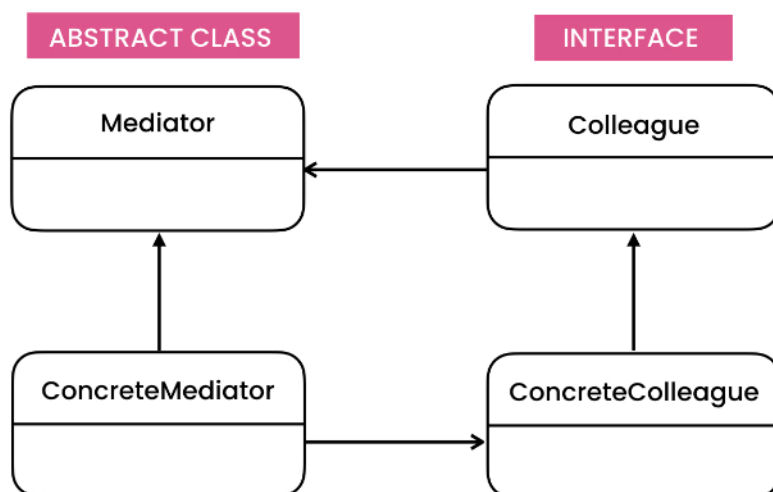 ABSTRACT CLASS
INTERFACE
Mediator
Colleague
ConcreteMediator
ConcreteColleague